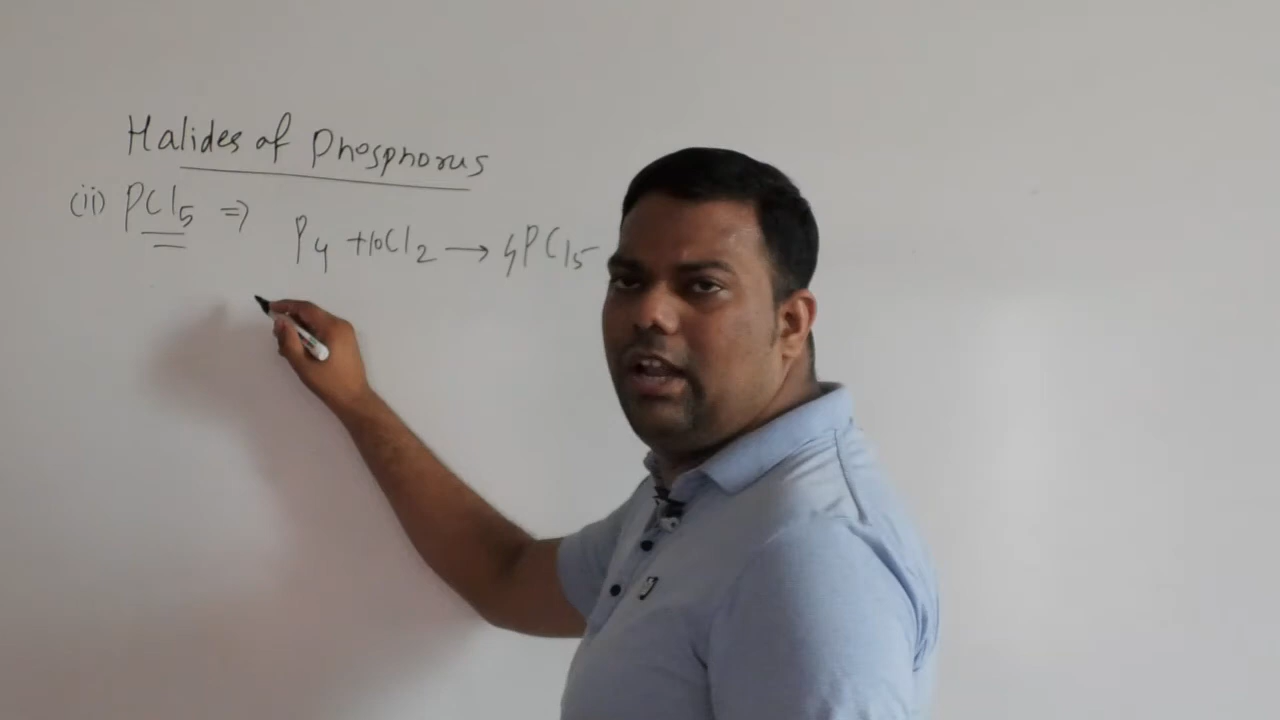 Halides of Phosphorus
(ii) PCl5 ⇒ P4 + 10Cl2 → 4PCl5